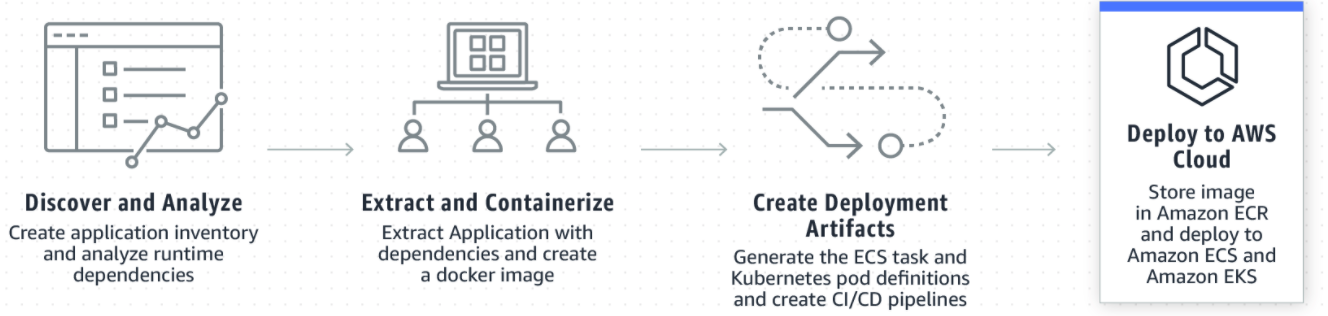 Discover and Analyze
Create application inventory
and analyze runtime
dependencies
Extract and Containerize
Extract Application with
dependencies and create
a docker image
Create Deployment
Artifacts
Generate the ECS task and
Kubernetes pod definitions
and create CI/CD pipelines
Deploy to AWS
Cloud
Store image
in Amazon ECR
and deploy to
Amazon ECS and
Amazon EKS